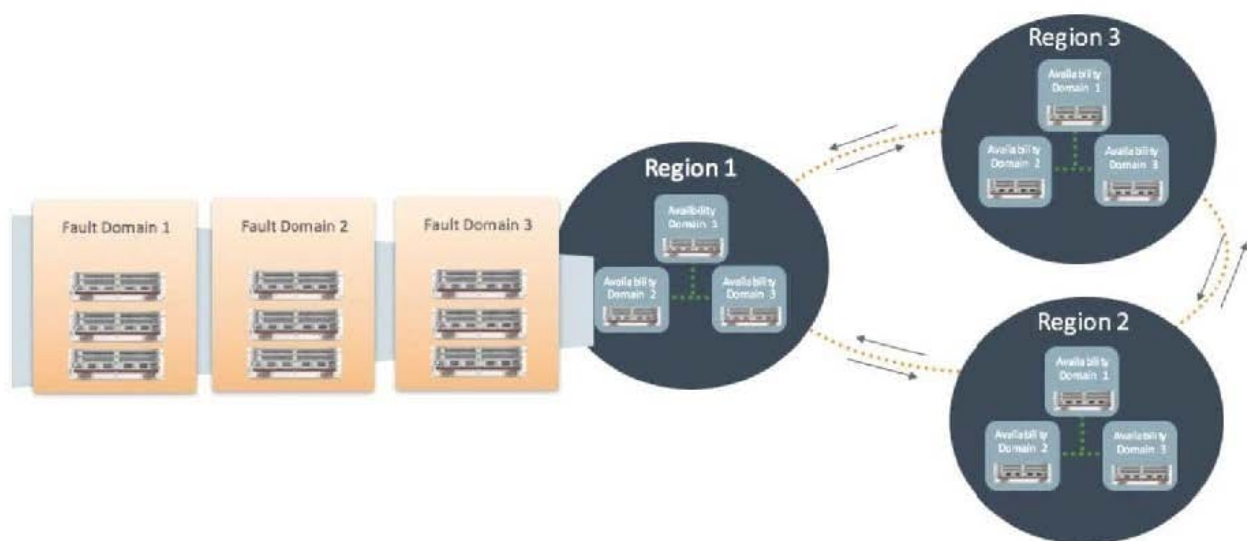 Fault Domain 1
Fault Domain 2
Fault Domain 3
Region 1
Availbility
Domain 1
Availability
Domain 2
Availability
Domain 3
Region 3
Availability
Domain 1
Availability
Domain 2
Availability
Domain 3
Region 2
Availability
Domain 1
Availability
Domain 2
Availability
Domain 3